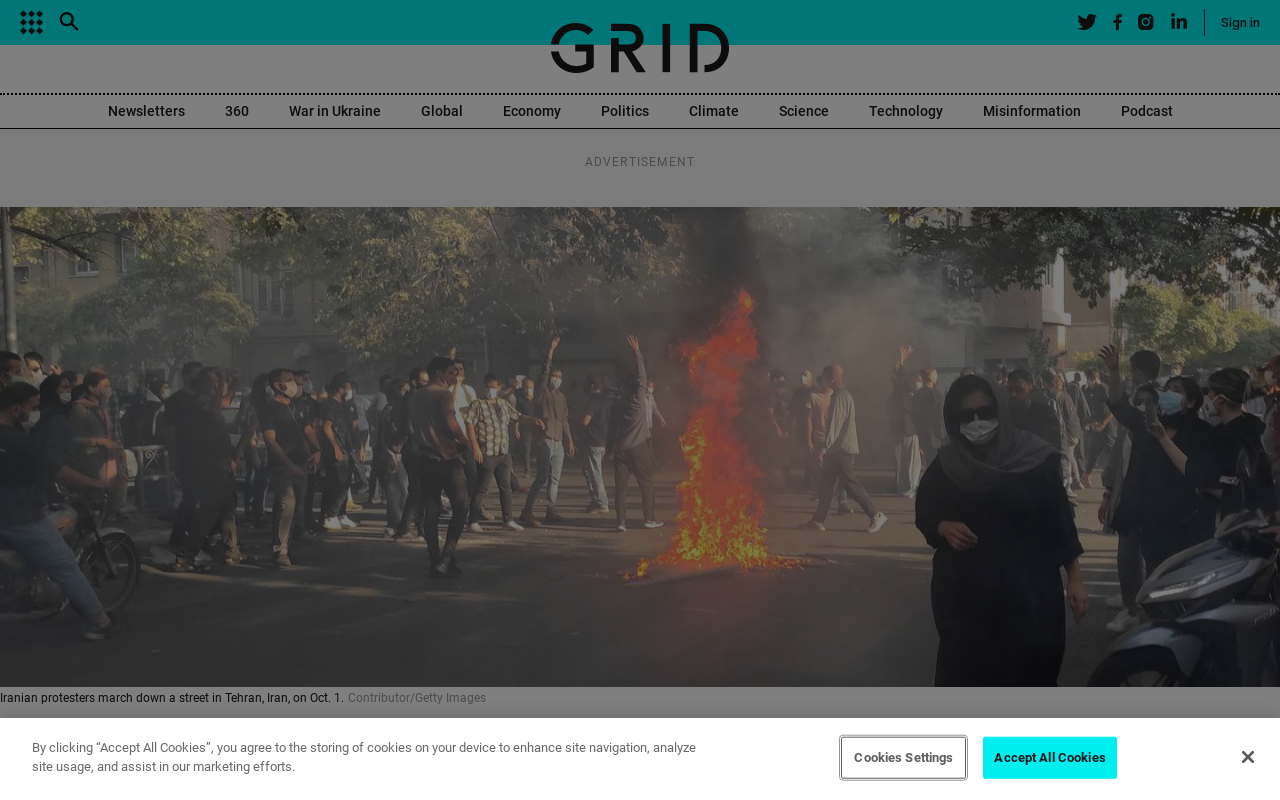 GRID
Sign in
Newsletters 360 War in Ukraine Global Economy Politics Climate Science Technology Misinformation Podcast
ADVERTISEMENT
Iranian protesters march down a street in Tehran, Iran, on Oct. 1. Contributor/Getty Images
By clicking “Accept All Cookies”, you agree to the storing of cookies on your device to enhance site navigation, analyze
site usage, and assist in our marketing efforts.
Cookies Settings
Accept All Cookies